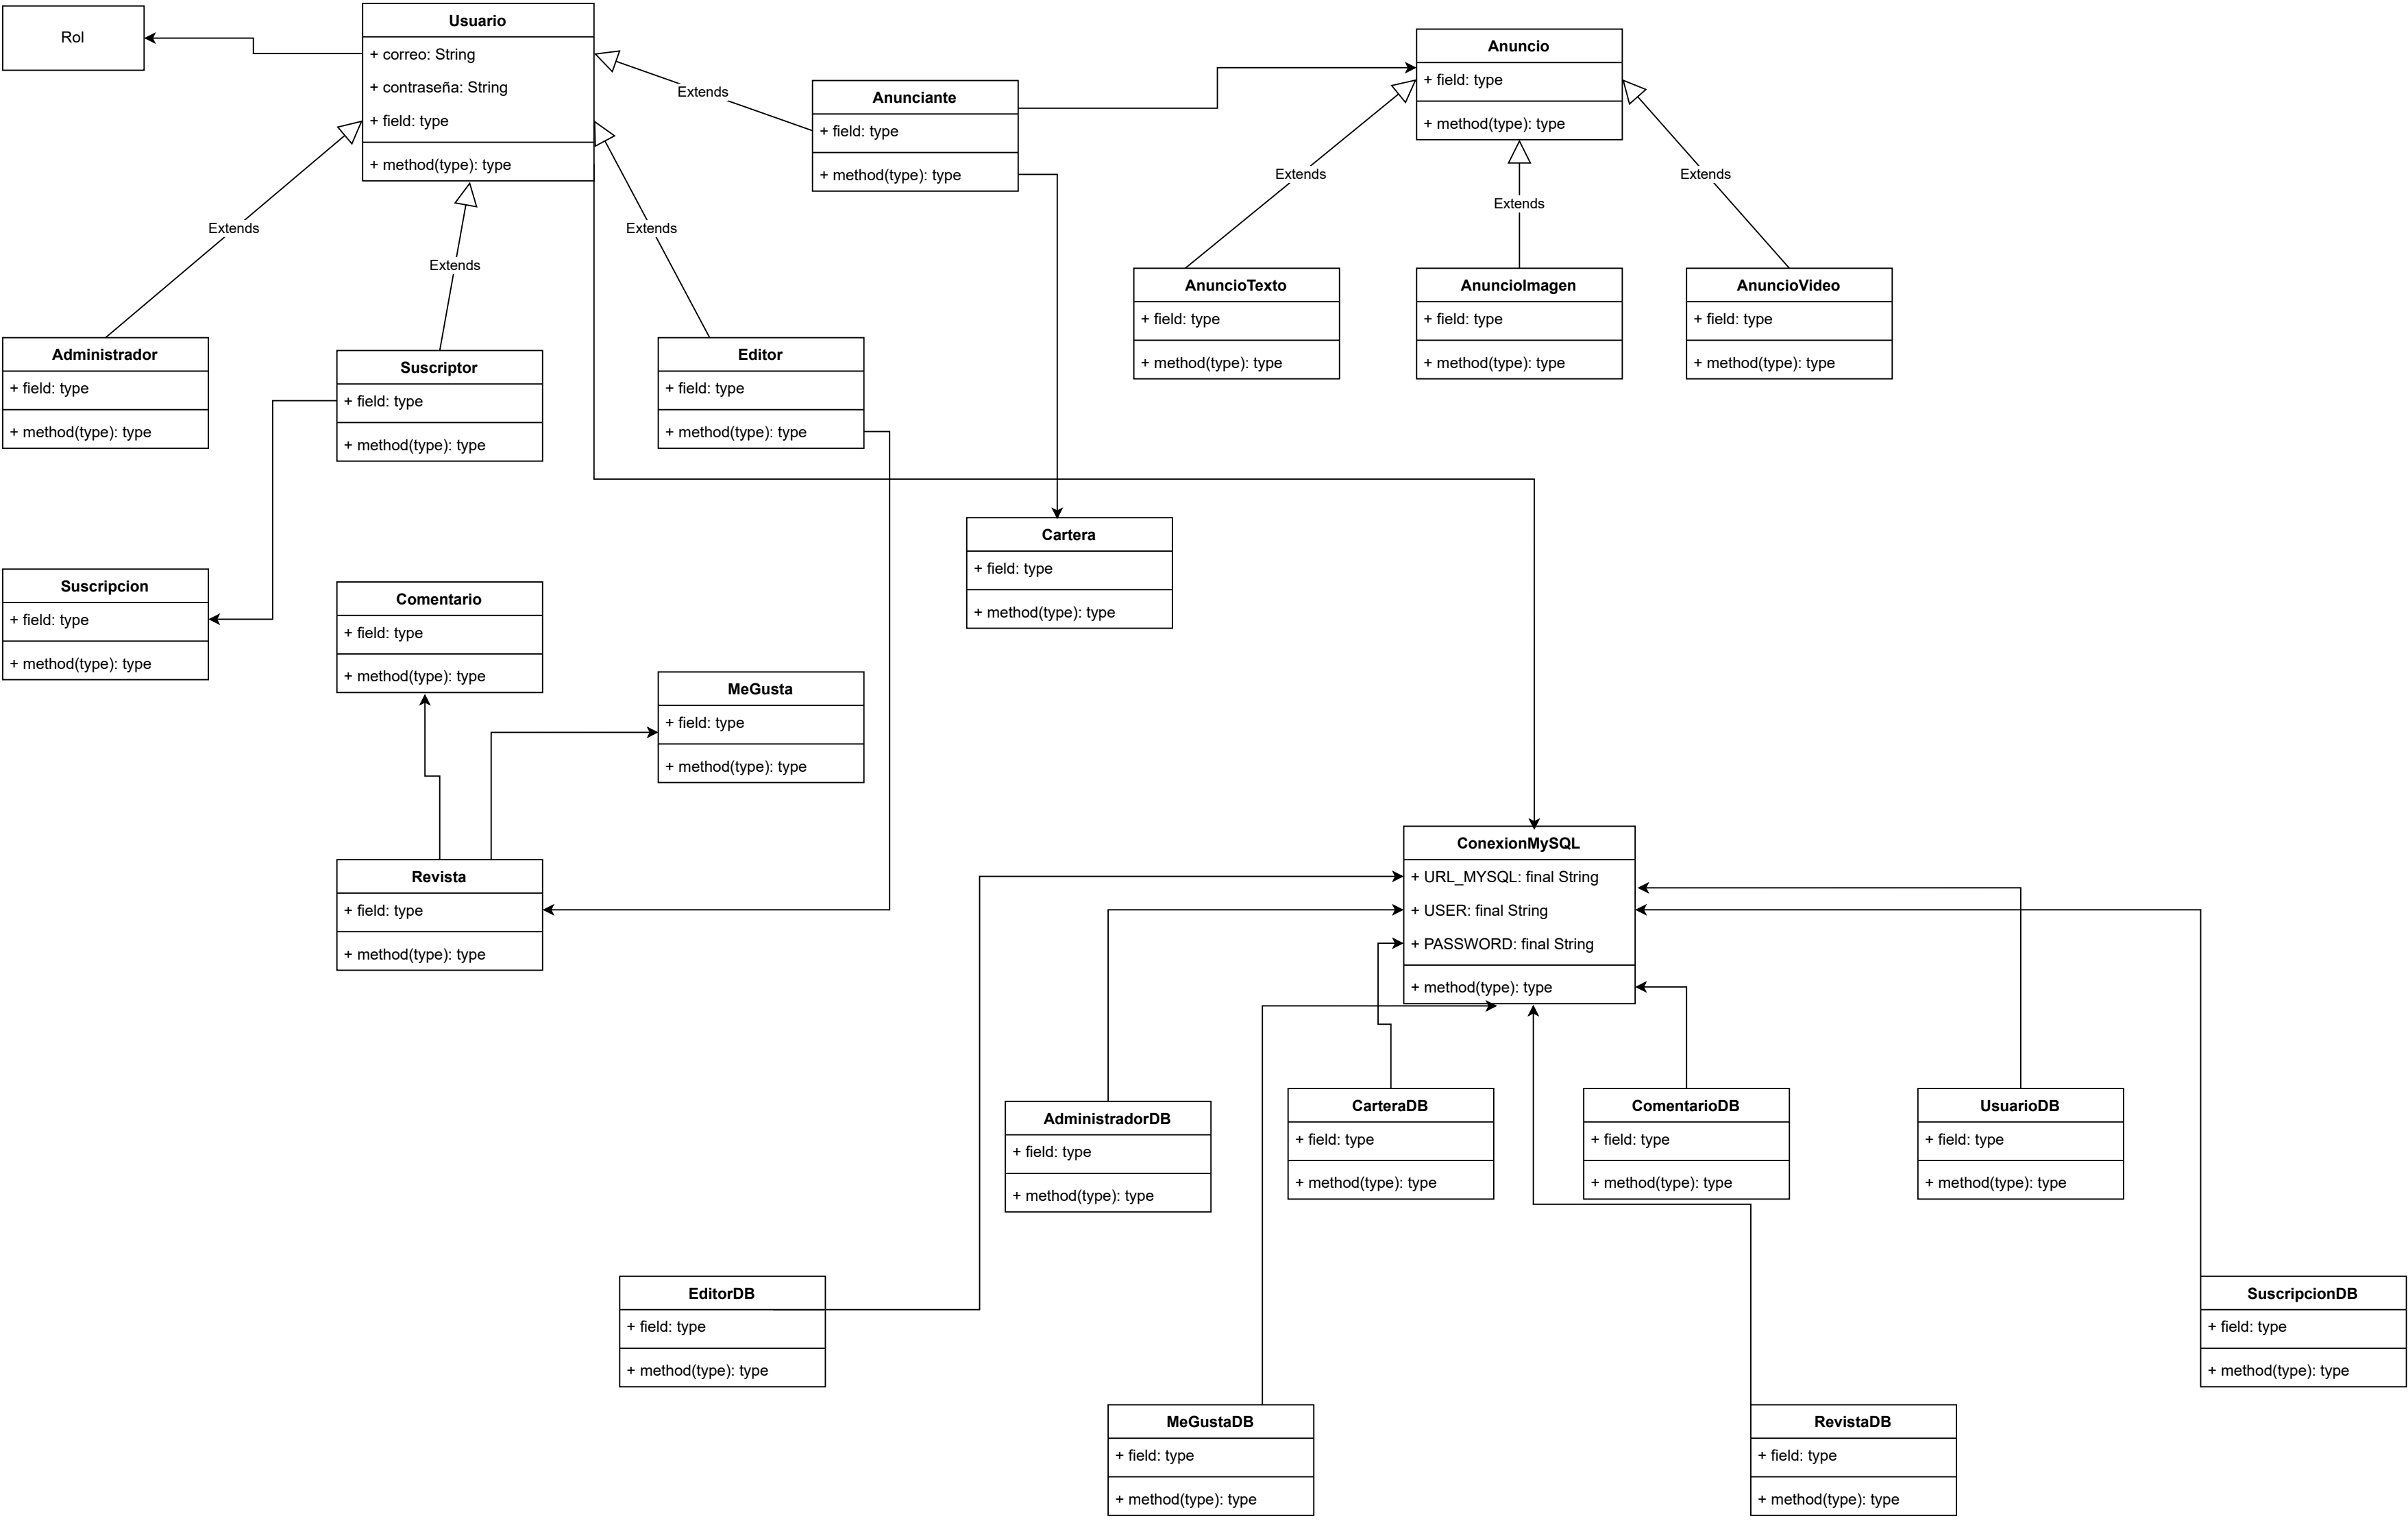 Rol
Usuario
+ correo: String
+ contraseña: String
+ field: type
+ method(type): type
Extends
Anunciante
+ field: type
+ method(type): type
Anuncio
+ field: type
+ method(type): type
Extends
Extends
Extends
Extends
Extends
Extends
AnuncioTexto
+ field: type
+ method(type): type
AnuncioImagen
+ field: type
+ method(type): type
AnuncioVideo
+ field: type
+ method(type): type
Administrador
+ field: type
+ method(type): type
Suscriptor
+ field: type
+ method(type): type
Editor
+ field: type
+ method(type): type
Cartera
+ field: type
+ method(type): type
Suscripcion
+ field: type
+ method(type): type
Comentario
+ field: type
+ method(type): type
MeGusta
+ field: type
+ method(type): type
Revista
+ field: type
+ method(type): type
ConexionMySQL
+ URL_MYSQL: final String
+ USER: final String
+ PASSWORD: final String
+ method(type): type
AdministradorDB
+ field: type
+ method(type): type
CarteraDB
+ field: type
+ method(type): type
ComentarioDB
+ field: type
+ method(type): type
UsuarioDB
+ field: type
+ method(type): type
EditorDB
+ field: type
+ method(type): type
SuscripcionDB
+ field: type
+ method(type): type
MeGustaDB
+ field: type
+ method(type): type
RevistaDB
+ field: type
+ method(type): type